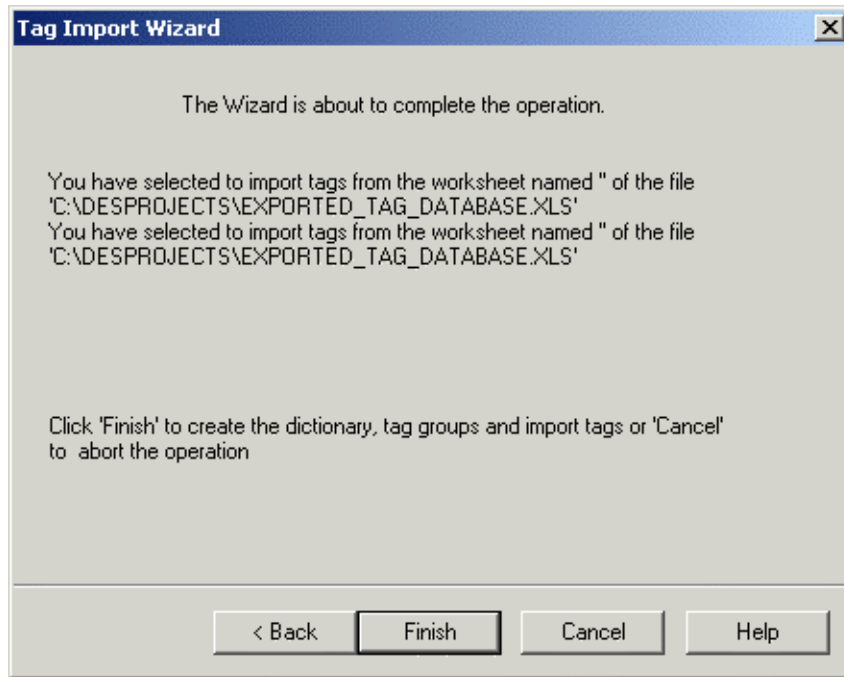 Tag Import Wizard
The Wizard is about to complete the operation.
You have selected to import tags from the worksheet named '' of the file
'C:\DESPROJECTS\EXPORTED_TAG_DATABASE.XLS'
You have selected to import tags from the worksheet named '' of the file
'C:\DESPROJECTS\EXPORTED_TAG_DATABASE.XLS'
Click 'Finish' to create the dictionary, tag groups and import tags or 'Cancel'
to  abort the operation
< Back Finish Cancel Help